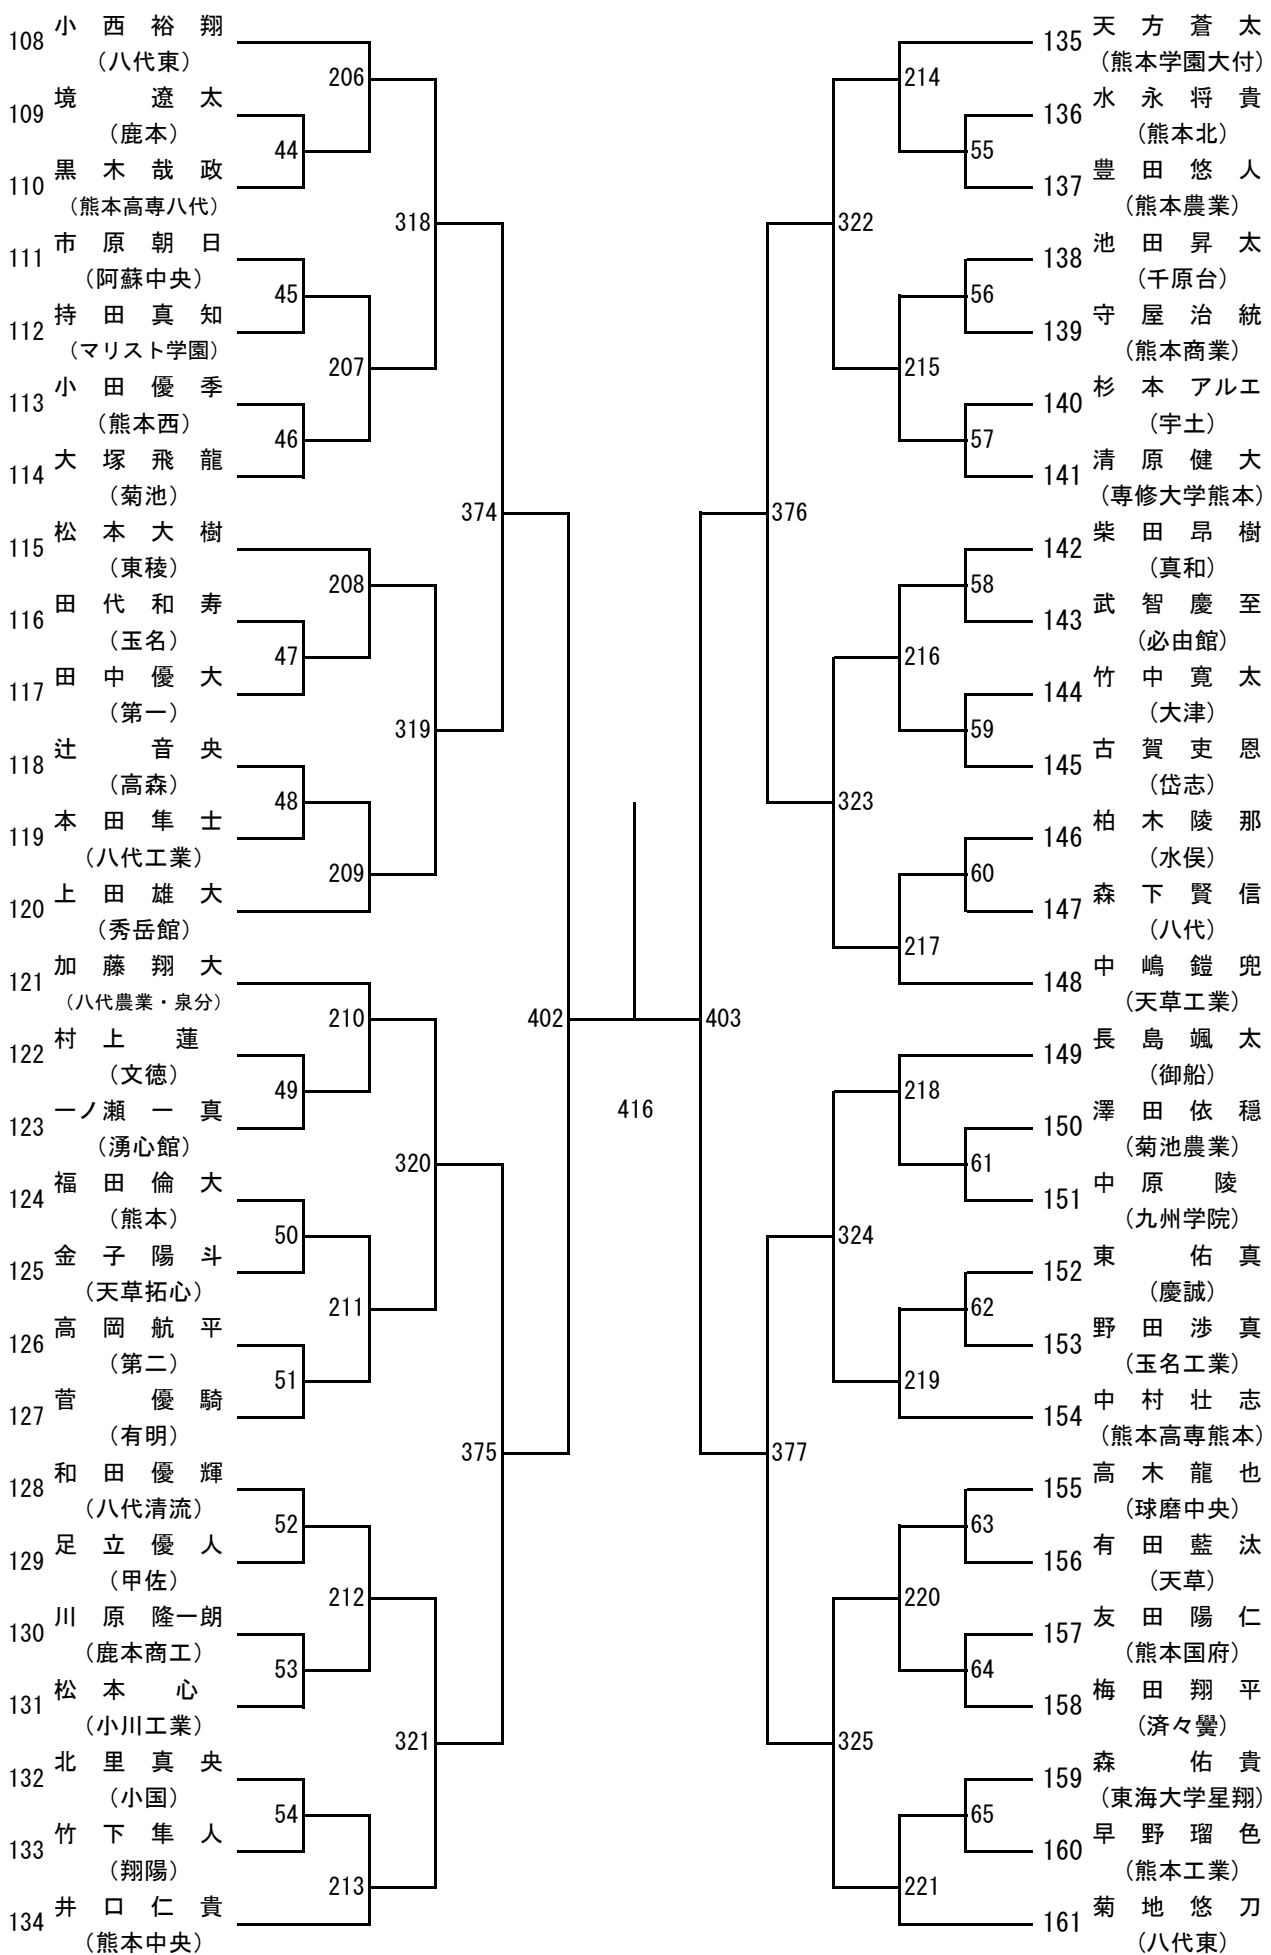 108 小西裕翔
（八代東）
109 境遼太
（鹿本）
110 黒木哉政
（熊本高専八代）
111 市原朝日
（阿蘇中央）
112 持田真知
（マリスト学園）
113 小田優季
（熊本西）
114 大塚飛龍
（菊池）
115 松本大樹
（東稜）
116 田代和寿
（玉名）
117 田中優大
（第一）
118 辻音央
（高森）
119 本田隼士
（八代工業）
120 上田雄大
（秀岳館）
121 加藤翔大
（八代農業・泉分）
122 村上蓮
（文徳）
123 一ノ瀬一真
（湧心館）
124 福田倫大
（熊本）
125 金子陽斗
（天草拓心）
126 高岡航平
（第二）
127 菅優騎
（有明）
128 和田優輝
（八代清流）
129 足立優人
（甲佐）
130 川原隆一朗
（鹿本商工）
131 松本心
（小川工業）
132 北里真央
（小国）
133 竹下隼人
（翔陽）
134 井口仁貴
（熊本中央）
44
45
46
47
48
49
50
51
52
53
54
206
207
208
209
210
211
212
213
318
319
320
321
374
375
402
416
403
376
377
322
323
324
325
214
215
216
217
218
219
220
221
55
56
57
58
59
60
61
62
63
64
65
135 天方蒼太
（熊本学園大付）
136 水永将貴
（熊本北）
137 豊田悠人
（熊本農業）
138 池田昇太
（千原台）
139 守屋治統
（熊本商業）
140 杉本アルエ
（宇土）
141 清原健大
（専修大学熊本）
142 柴田昂樹
（真和）
143 武智慶至
（必由館）
144 竹中寛太
（大津）
145 古賀吏恩
（岱志）
146 柏木陵那
（水俣）
147 森下賢信
（八代）
148 中嶋鎧兜
（天草工業）
149 長島颯太
（御船）
150 澤田依穏
（菊池農業）
151 中原陵
（九州学院）
152 東佑真
（慶誠）
153 野田渉真
（玉名工業）
154 中村壮志
（熊本高専熊本）
155 高木龍也
（球磨中央）
156 有田藍汰
（天草）
157 友田陽仁
（熊本国府）
158 梅田翔平
（済々黌）
159 森佑貴
（東海大学星翔）
160 早野瑠色
（熊本工業）
161 菊地悠刀
（八代東）